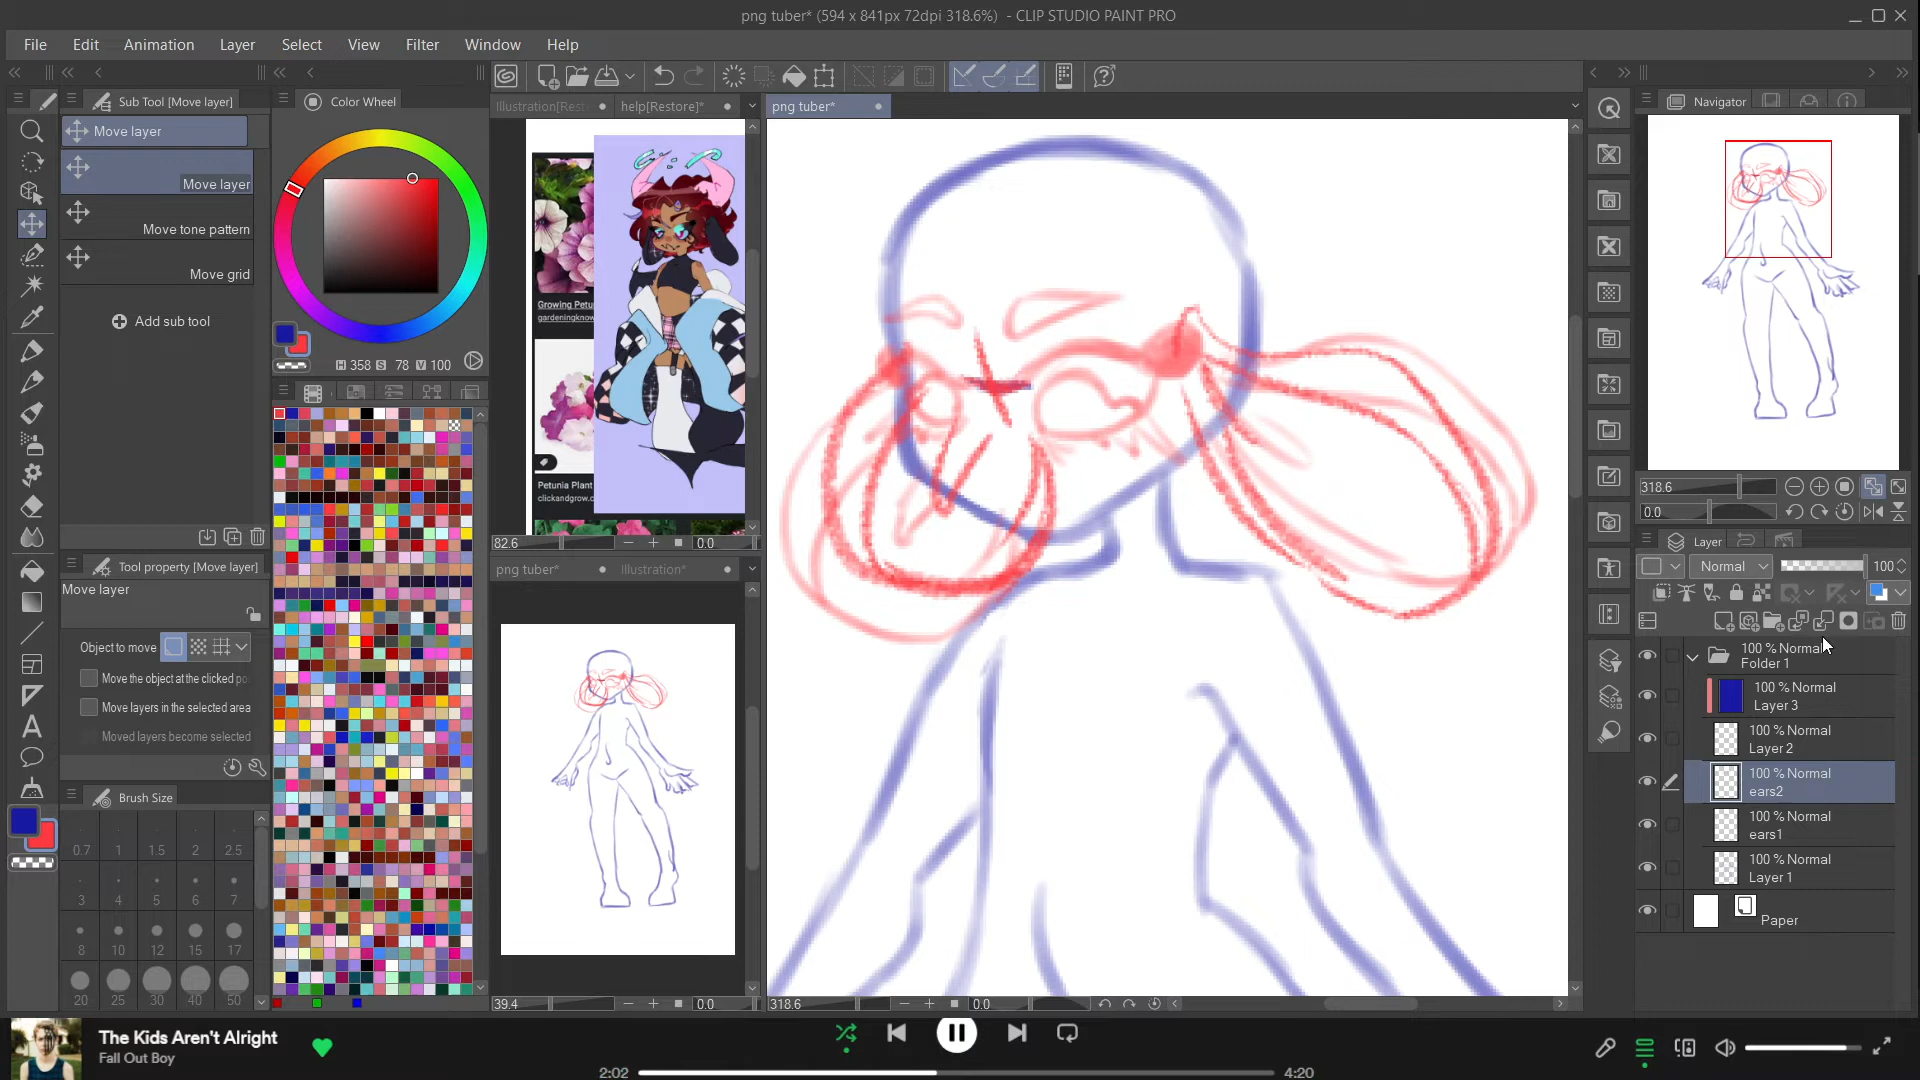 png tuber* (594 x 841px 72dpi 318.6%) - CLIP STUDIO PAINT PRO
File Edit Animation Layer Select View Filter Window Help
Sub Tool [Move layer]
Move layer
Move layer
Move tone pattern
Move grid
Add sub tool
Tool property [Move layer]
Move layer
Object to move
Move the object at the clicked po
Move layers in the selected area
Moved layers become selected
Brush Size
0.7 1 1.5 2 2.5
3 4 5 6 7
8 10 12 15 17
20 25 30 40 50
Color Wheel
H 358 S 78 V 100
Illustration[Rest
help[Restore]*
Growing Petu
gardeningknow
Petunia Plant
clickandgrow.c
82.6
0.0
png tuber*
Illustration*
39.4
0.0
png tuber*
318.6
0.0
Navigator
318.6
0.0
Layer
Normal
100
100 % Normal
Folder 1
100 % Normal
Layer 3
100 % Normal
Layer 2
100 % Normal
ears2
100 % Normal
ears1
100 % Normal
Layer 1
Paper
The Kids Aren't Alright
Fall Out Boy
2:02
4:20